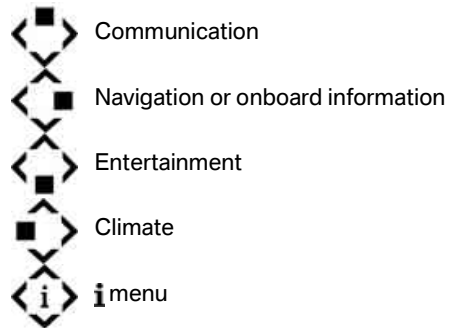 Communication
Navigation or onboard information
Entertainment
Climate
i i menu